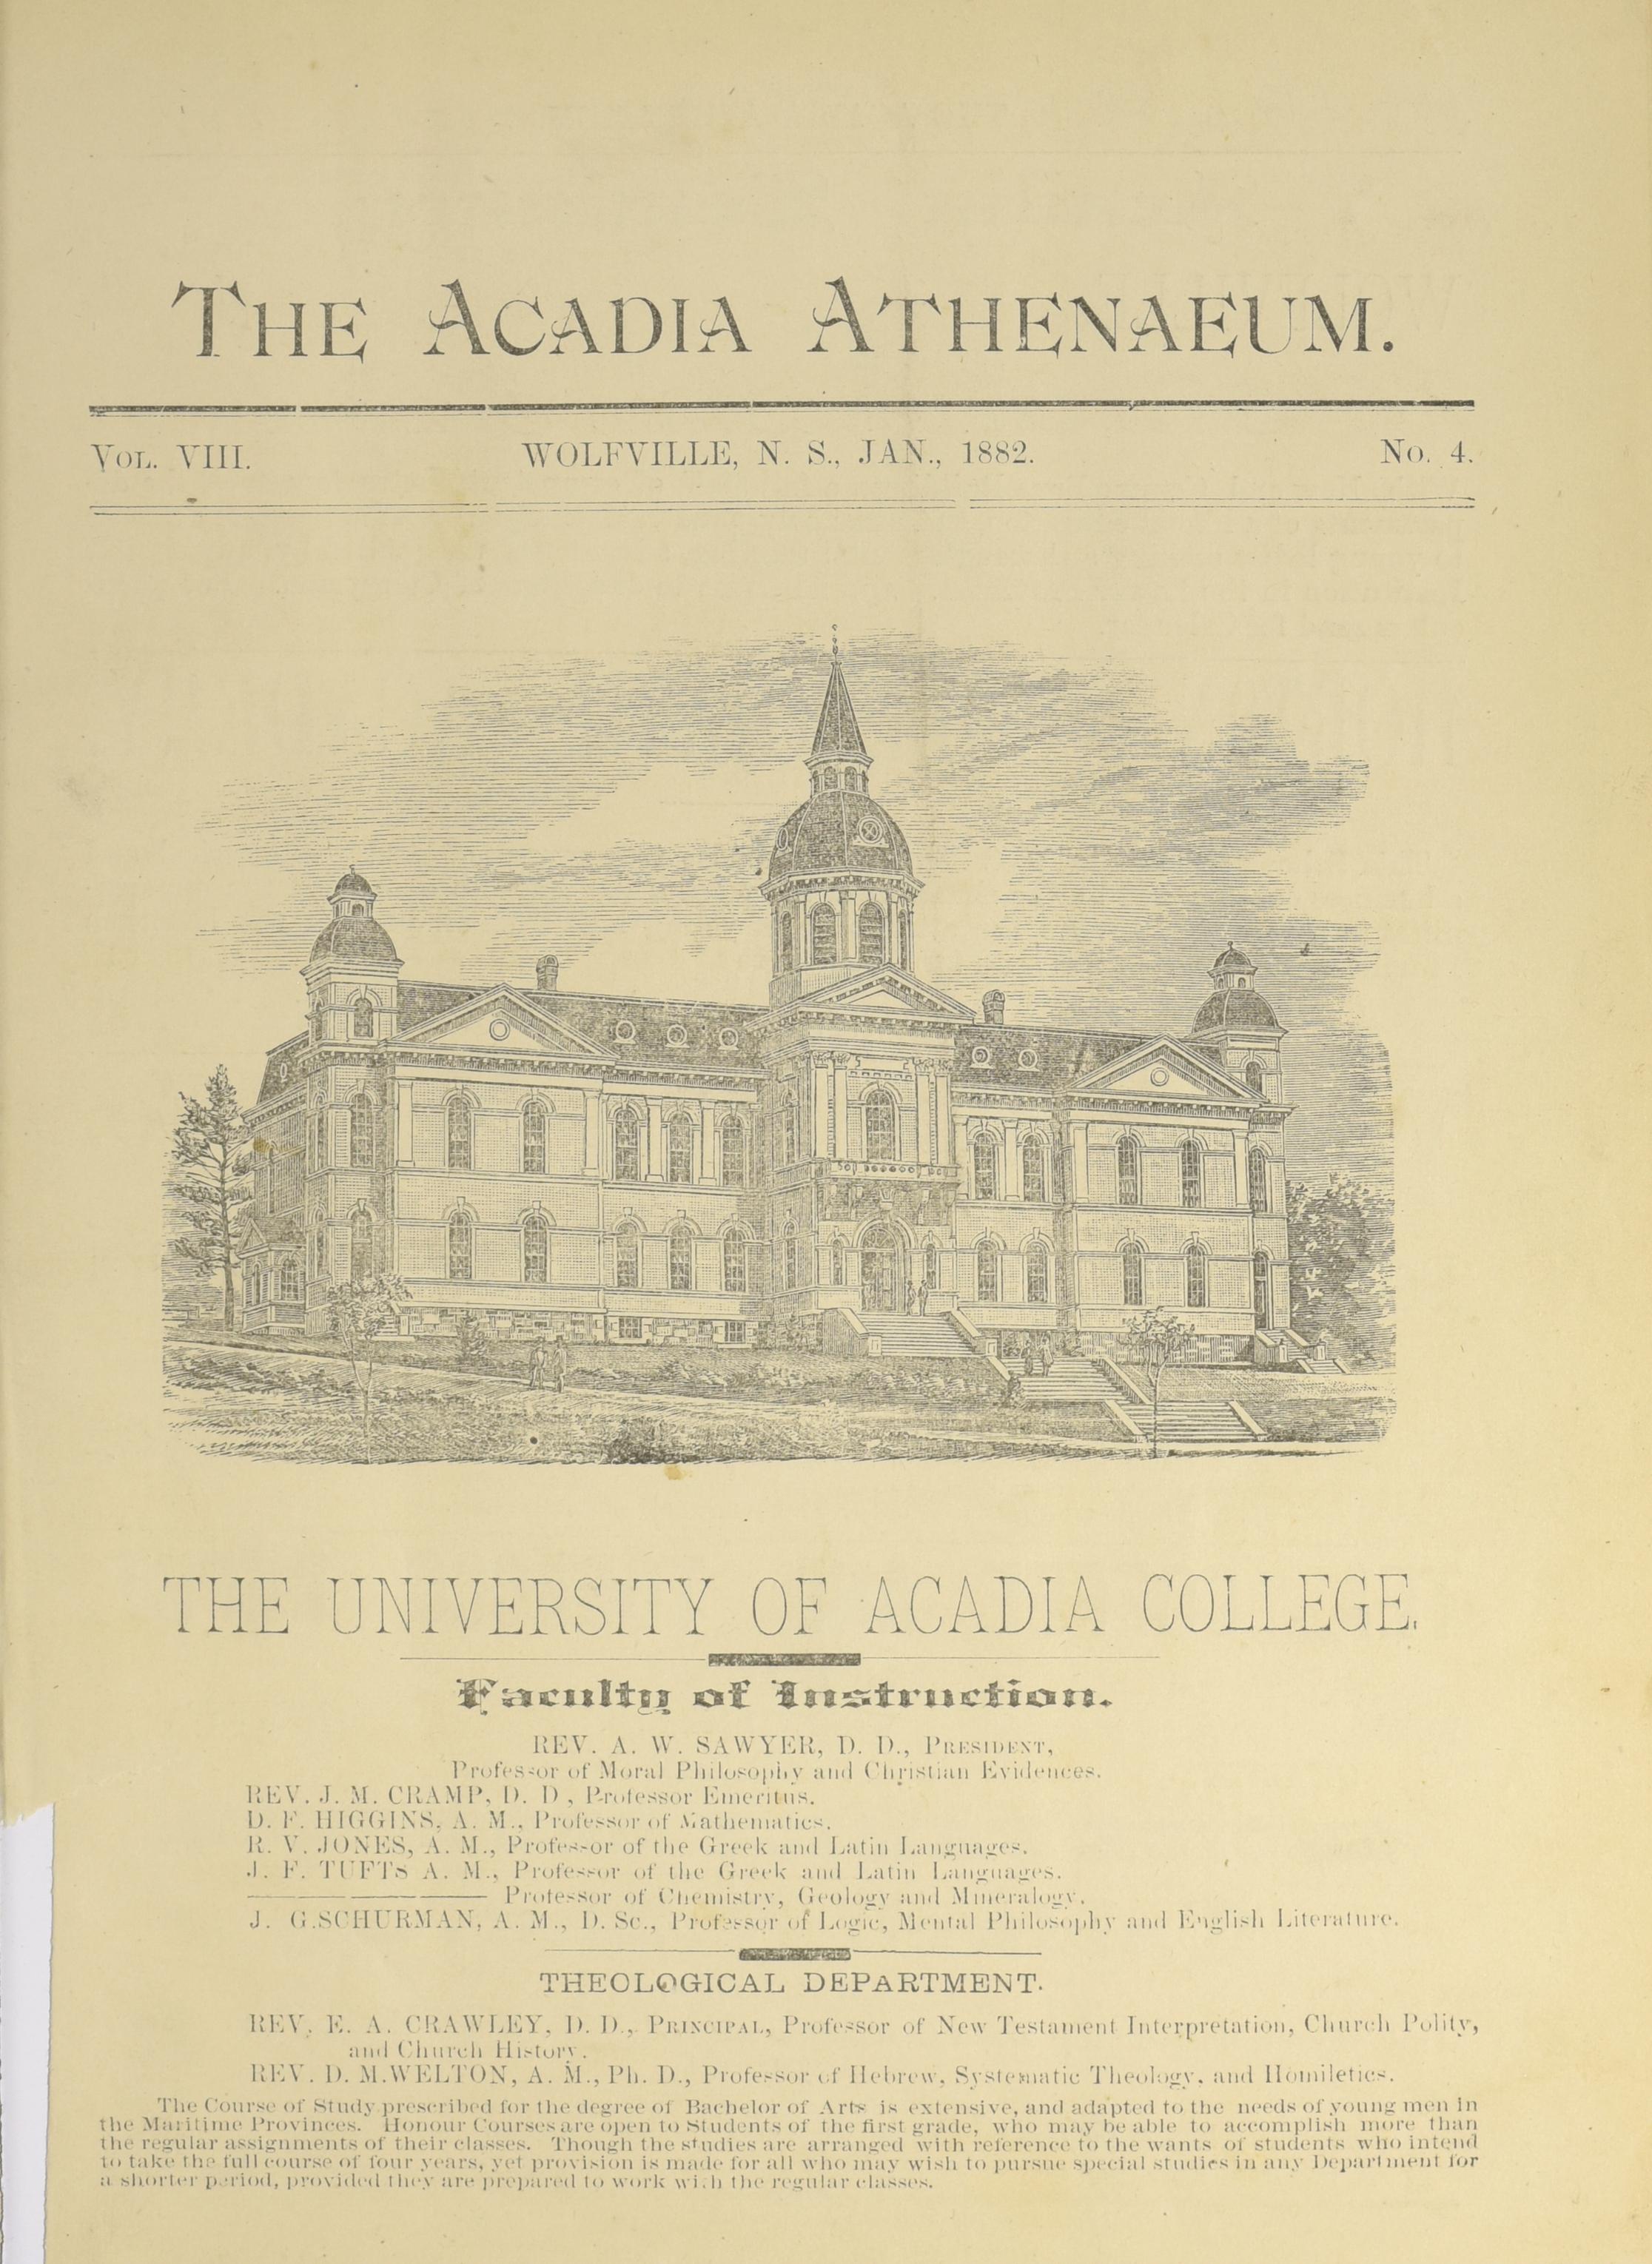 THE ACADIA ATHENAEUM.
VOL. VIII. WOLFVILLE, N. S., JAN., 1882. No. 4.
THE UNIVERSITY OF ACADIA COLLEGE.
Faculty of Instruction.
REV. A. W. SAWYER, D. D., PRESIDENT,
Professor of Moral Philosophy and Christian Evidences.
REV. J. M. CRAMP, D. D., Professor Emeritus.
D. F. HIGGINS, A. M., Professor of Mathematics.
R. V. JONES, A. M., Professor of the Greek and Latin Languages.
J. F. TUFTS A. M., Professor of the Greek and Latin Languages.
———————— Professor of Chemistry, Geology and Mineralogy.
J. G.SCHURMAN, A. M., D. Sc., Professor of Logic, Mental Philosophy and English Literature.
THEOLOGICAL DEPARTMENT.
REV. E. A. CRAWLEY, D. D., PRINCIPAL, Professor of New Testament Interpretation, Church Polity,
and Church History.
REV. D. M.WELTON, A. M., Ph. D., Professor of Hebrew, Systematic Theology, and Homiletics.
The Course of Study prescribed for the degree of Bachelor of Arts is extensive, and adapted to the needs of young men in
the Maritime Provinces. Honour Courses are open to Students of the first grade, who may be able to accomplish more than
the regular assignments of their classes. Though the studies are arranged with reference to the wants of students who intend
to take the full course of four years, yet provision is made for all who may wish to pursue special studies in any Department for
a shorter period, provided they are prepared to work with the regular classes.